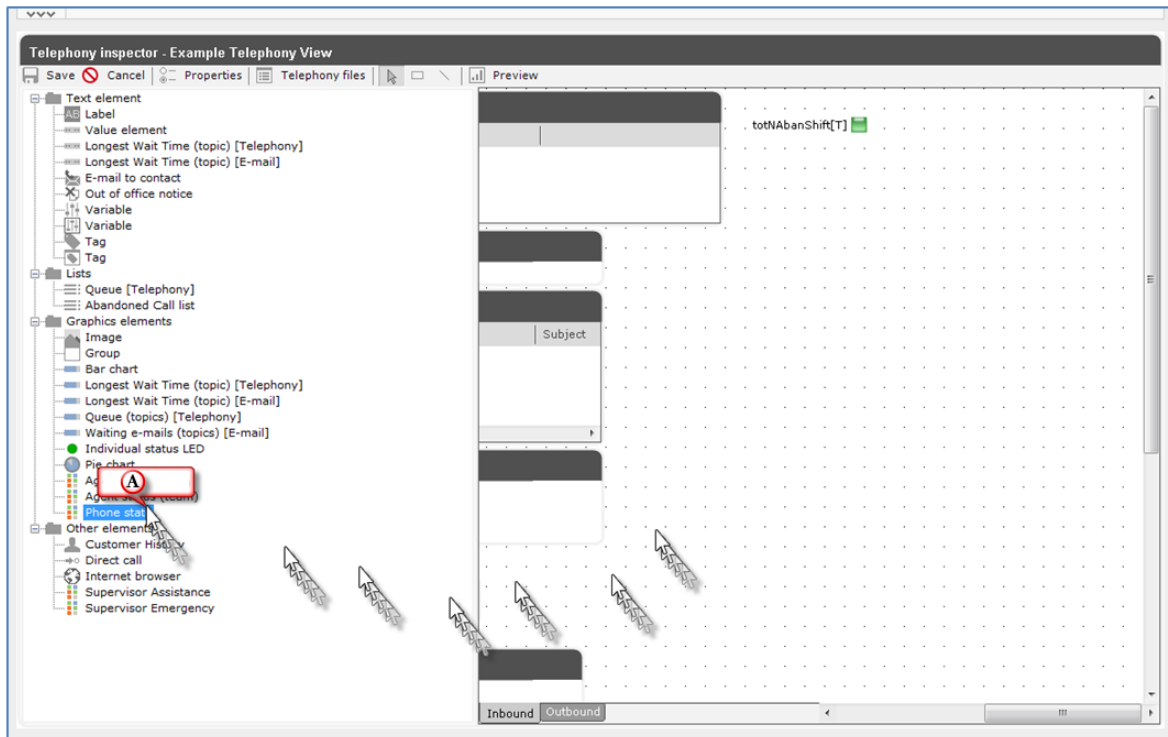 Telephony inspector - Example Telephony View
Save Cancel Properties Telephony files Preview
Text element
Label
Value element
Longest Wait Time (topic) [Telephony]
Longest Wait Time (topic) [E-mail]
E-mail to contact
Out of office notice
Variable
Variable
Tag
Tag
Lists
Queue [Telephony]
Abandoned Call list
Graphics elements
Image
Group
Bar chart
Longest Wait Time (topic) [Telephony]
Longest Wait Time (topic) [E-mail]
Queue (topics) [Telephony]
Waiting e-mails (topics) [E-mail]
Individual status LED
Pie chart
A
Agent status (team)
Phone stat
Other elements
Customer History
Direct call
Internet browser
Supervisor Assistance
Supervisor Emergency
totNAbanShift[T]
Subject
Inbound Outbound